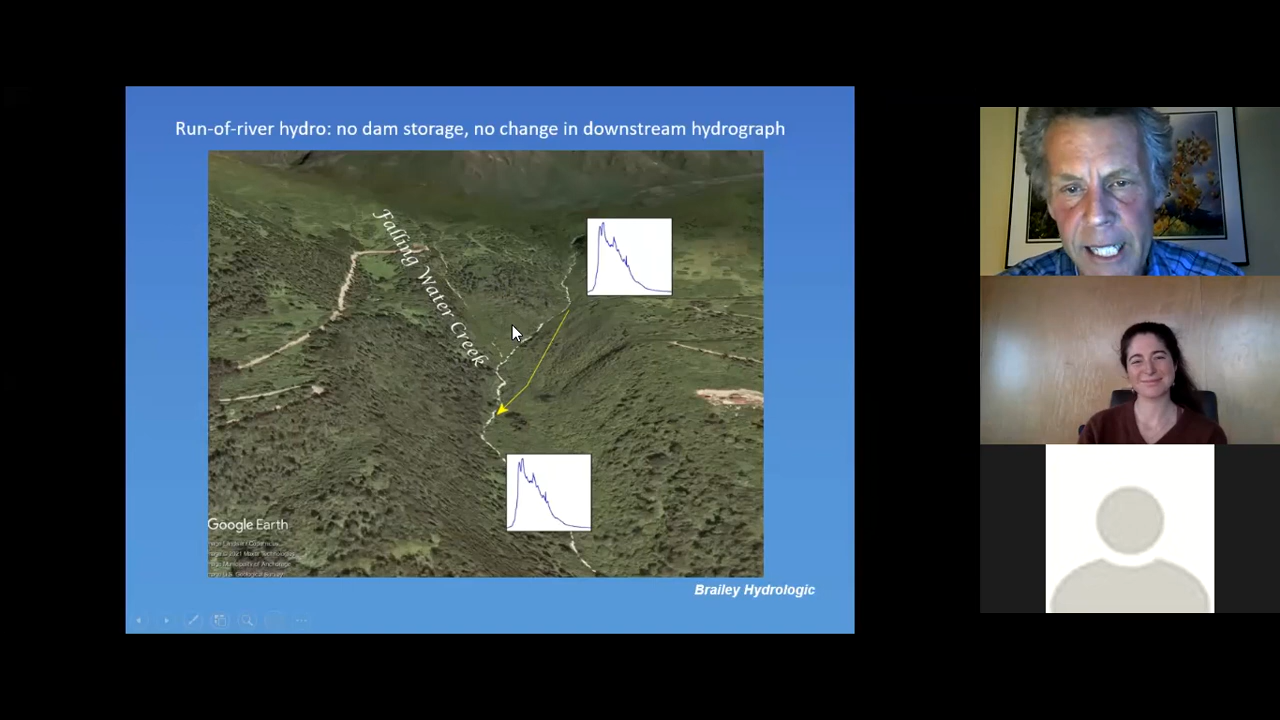 Run-of-river hydro: no dam storage, no change in downstream hydrograph
Falling Water Creek
Google Earth
Brailey Hydrologic